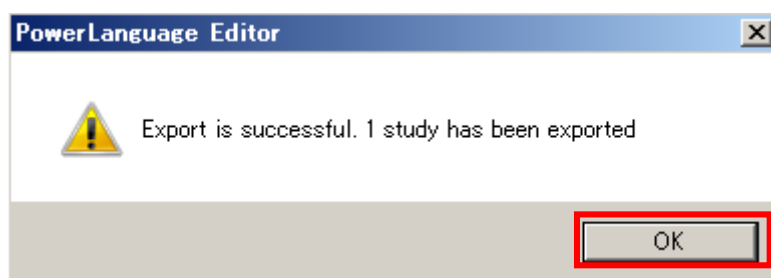 PowerLanguage Editor
Export is successful. 1 study has been exported
OK